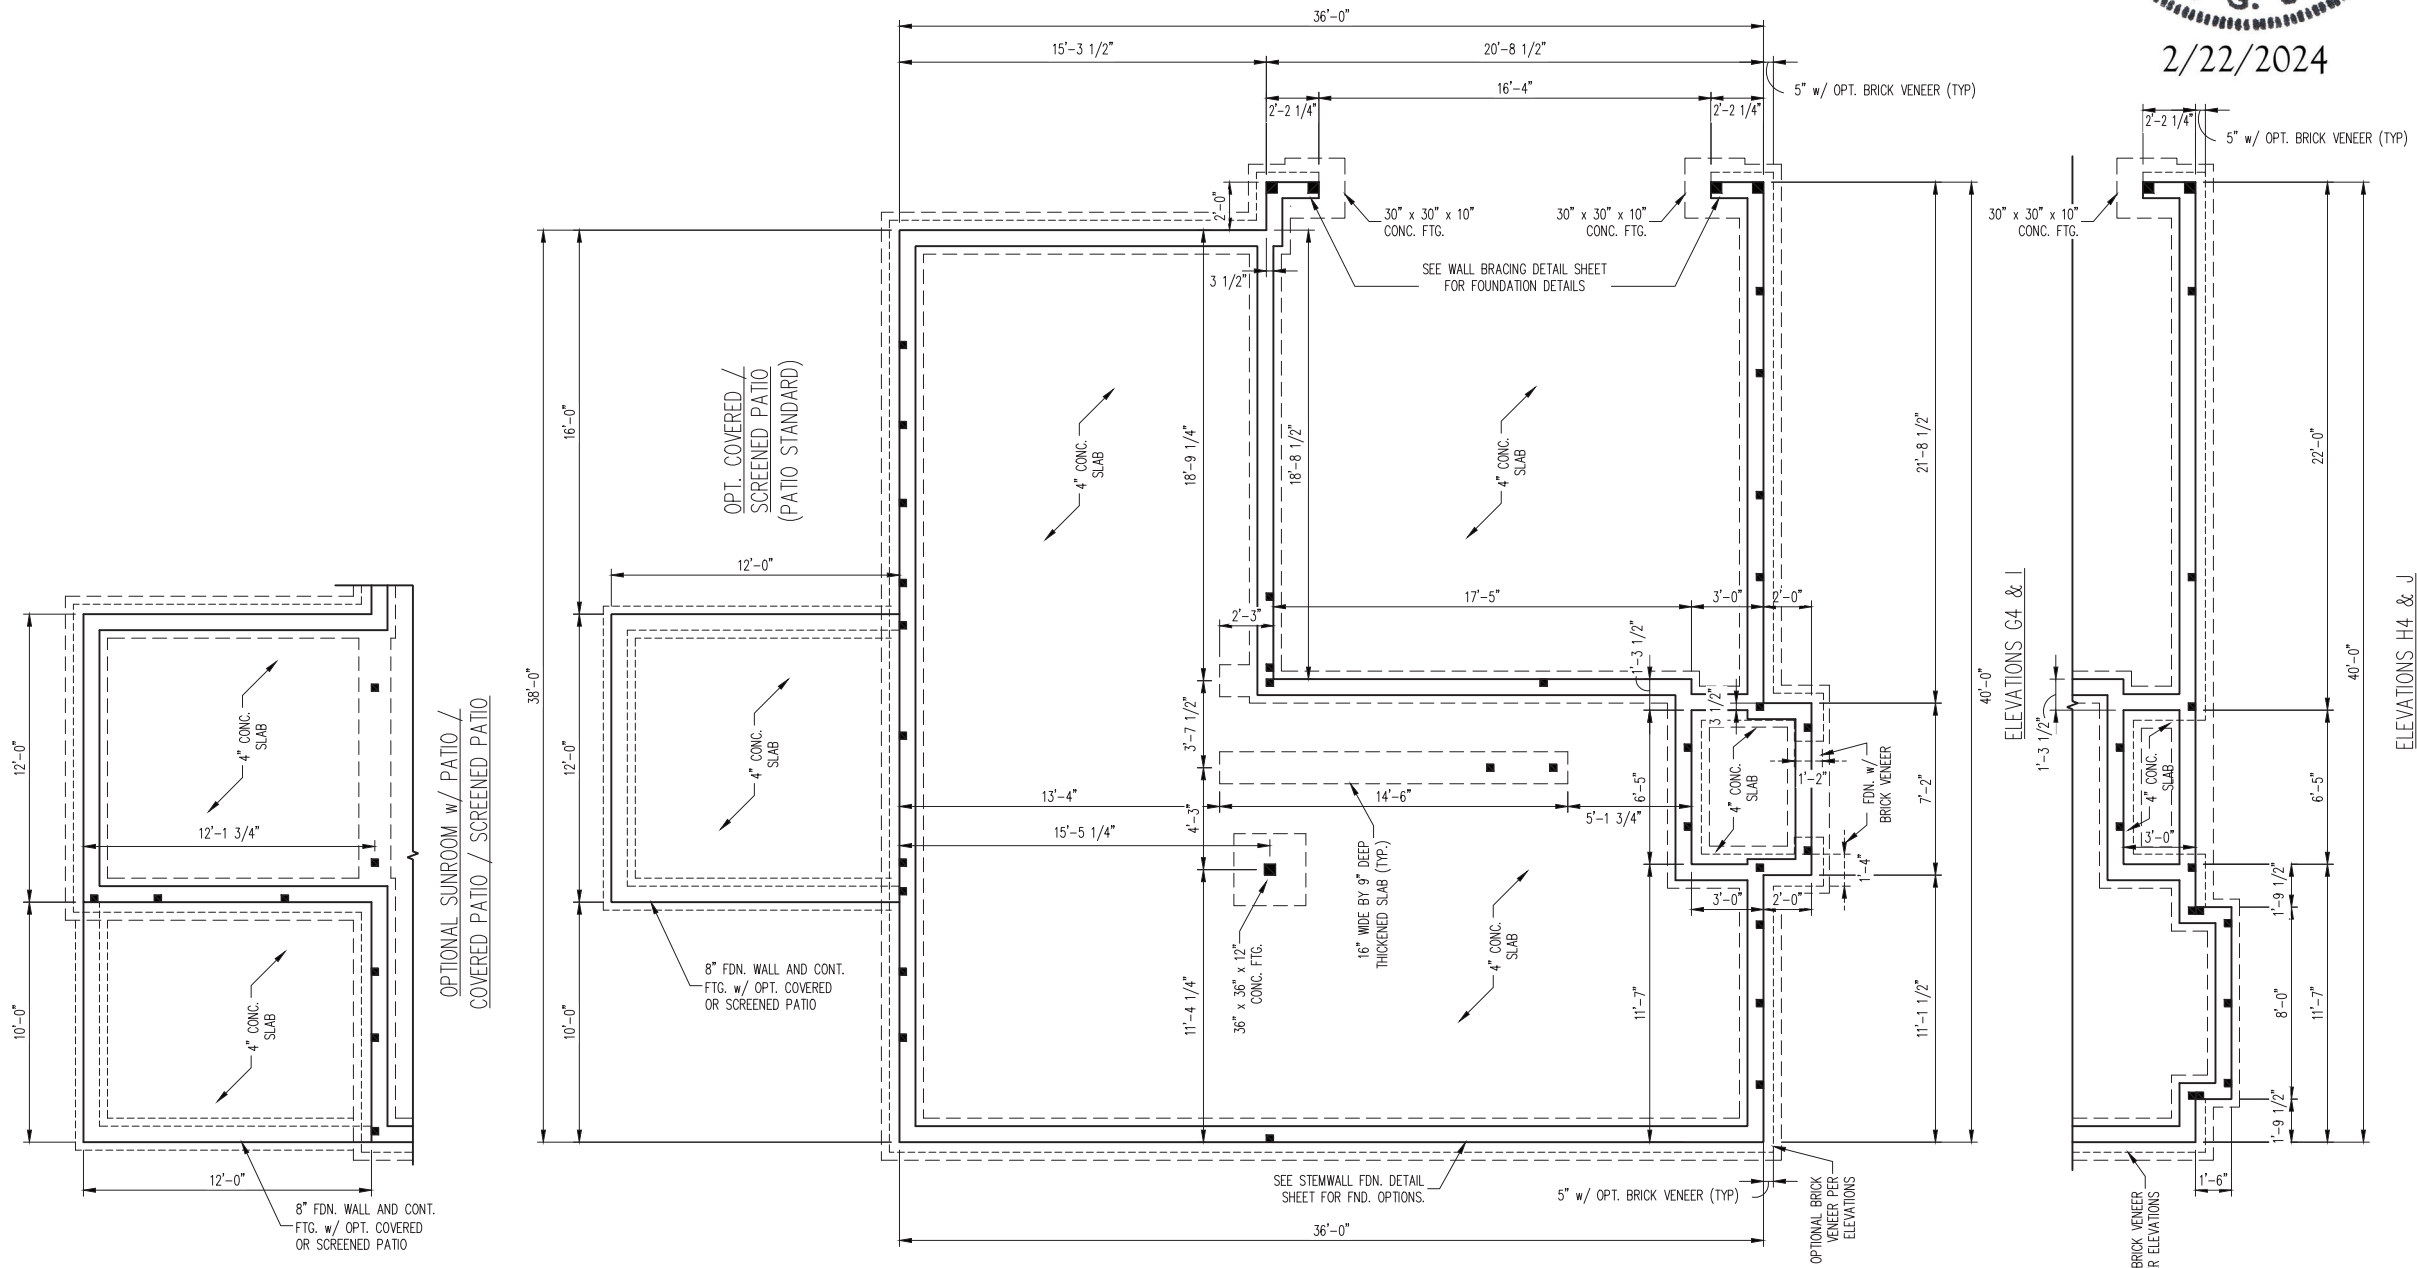 G.
2/22/2024
36'-0"
15'-3 1/2"
20'-8 1/2"
2'-2 1/4"
16'-4"
2'-2 1/4"
5" w/ OPT. BRICK VENEER (TYP)
2'-2 1/4"
5" w/ OPT. BRICK VENEER (TYP)
2'-0"
30" x 30" x 10"
CONC. FTG.
30" x 30" x 10"
CONC. FTG.
30" x 30" x 10"
CONC. FTG.
SEE WALL BRACING DETAIL SHEET
FOR FOUNDATION DETAILS
3 1/2"
OPT. COVERED /
SCREENED PATIO
(PATIO STANDARD)
16'-0"
4" CONC.
SLAB
18'-9 1/4"
18'-8 1/2"
4" CONC.
SLAB
21'-8 1/2"
22'-0"
12'-0"
2'-3"
17'-5"
3'-0"
2'-0"
1'-3 1/2"
38'-0"
40'-0"
ELEVATIONS G4 & I
40'-0"
ELEVATIONS H4 & J
12'-0"
4" CONC.
SLAB
12'-1 3/4"
OPTIONAL SUNROOM w/ PATIO /
COVERED PATIO / SCREENED PATIO
12'-0"
4" CONC.
SLAB
3'-7 1/2"
3 1/2"
1'-3 1/2"
13'-4"
4'-3"
14'-6"
5'-1 3/4"
6'-5"
4" CONC.
SLAB
1'-2"
FDN. w/
BRICK VENEER
7'-2"
4" CONC.
SLAB
3'-0"
6'-5"
15'-5 1/4"
16" WIDE BY 9" DEEP
THICKENED SLAB (TYP.)
1'-4"
3'-0"
2'-0"
1'-9 1/2"
36" x 36" x 12"
CONC. FTG.
4" CONC.
SLAB
10'-0"
4" CONC.
SLAB
8" FDN. WALL AND CONT.
FTG. w/ OPT. COVERED
OR SCREENED PATIO
10'-0"
11'-4 1/4"
11'-7"
11'-1 1/2"
8'-0"
11'-7"
1'-9 1/2"
12'-0"
8" FDN. WALL AND CONT.
FTG. w/ OPT. COVERED
OR SCREENED PATIO
SEE STEMWALL FDN. DETAIL
SHEET FOR FND. OPTIONS.
5" w/ OPT. BRICK VENEER (TYP)
OPTIONAL BRICK
VENEER PER
ELEVATIONS
1'-6"
BRICK VENEER
R ELEVATIONS
36'-0"